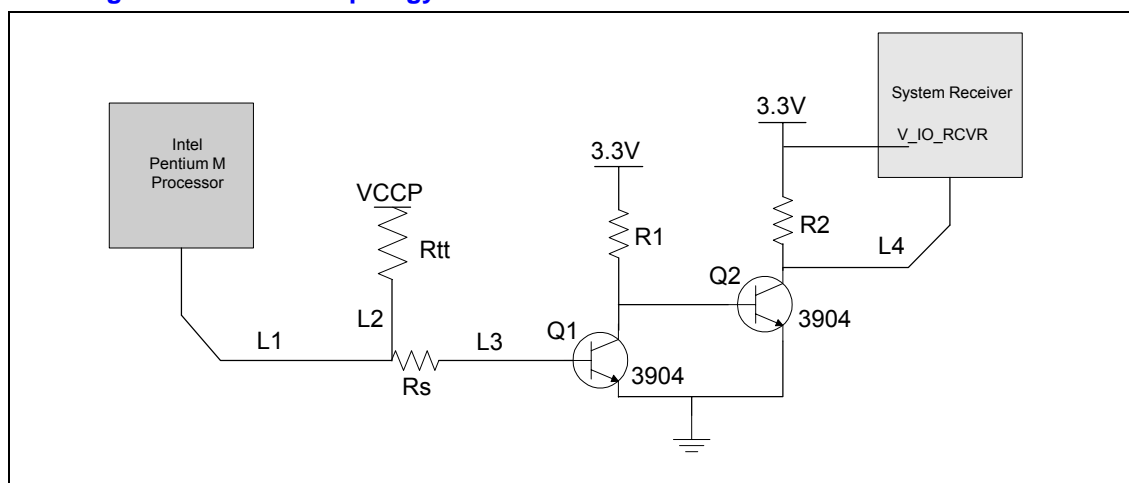 Intel
Pentium M
Processor
VCCP
Rtt
L2
L1
Rs
L3
3.3V
R1
Q1
3904
3.3V
R2
Q2
3904
L4
System Receiver
V_IO_RCVR